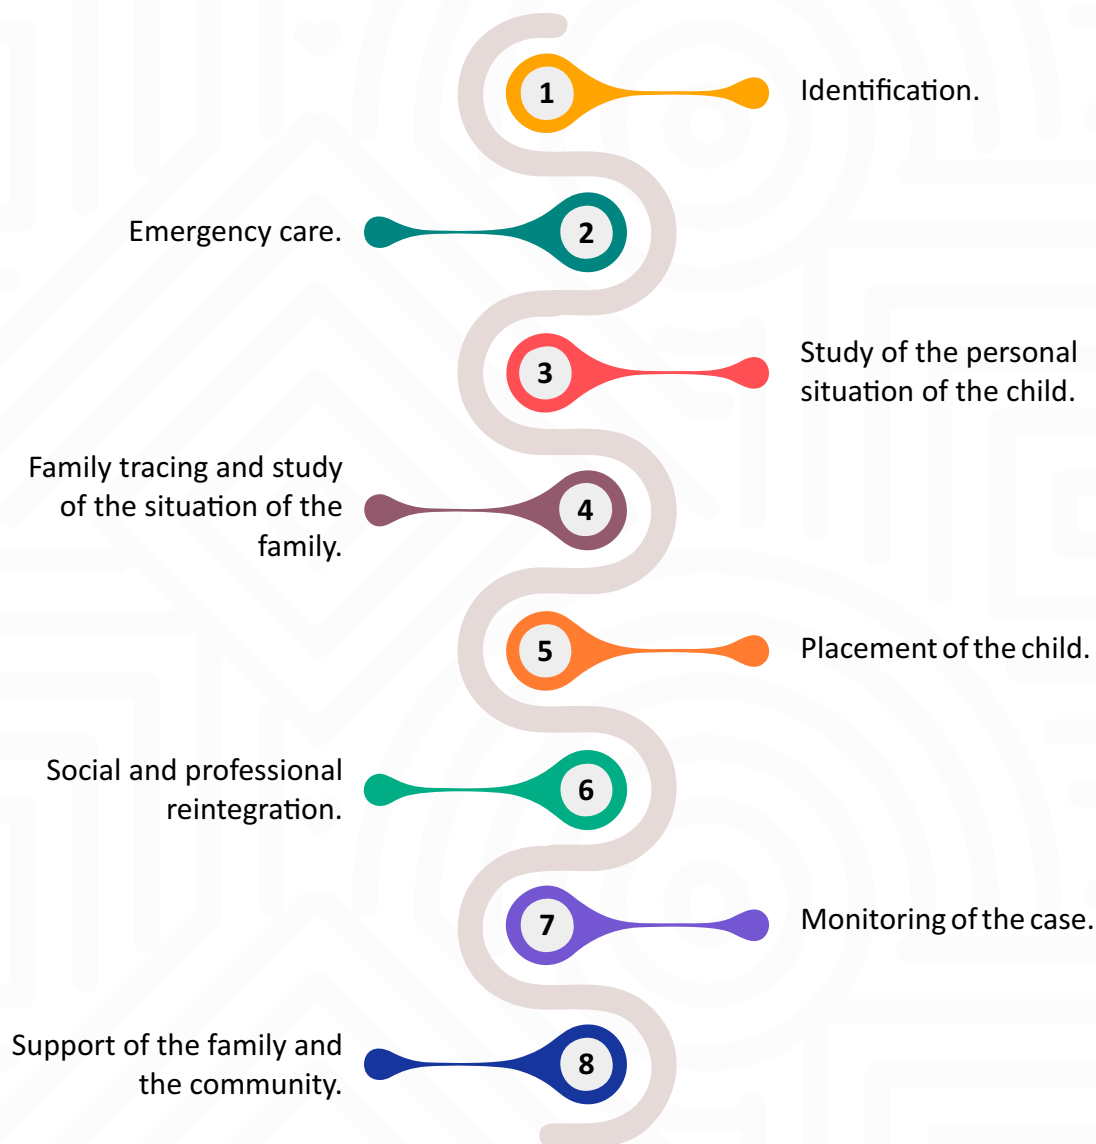 1
Identification.
2
Emergency care.
3
Study of the personal
situation of the child.
4
Family tracing and study
of the situation of the
family.
5
Placement of the child.
6
Social and professional
reintegration.
7
Monitoring of the case.
8
Support of the family and
the community.